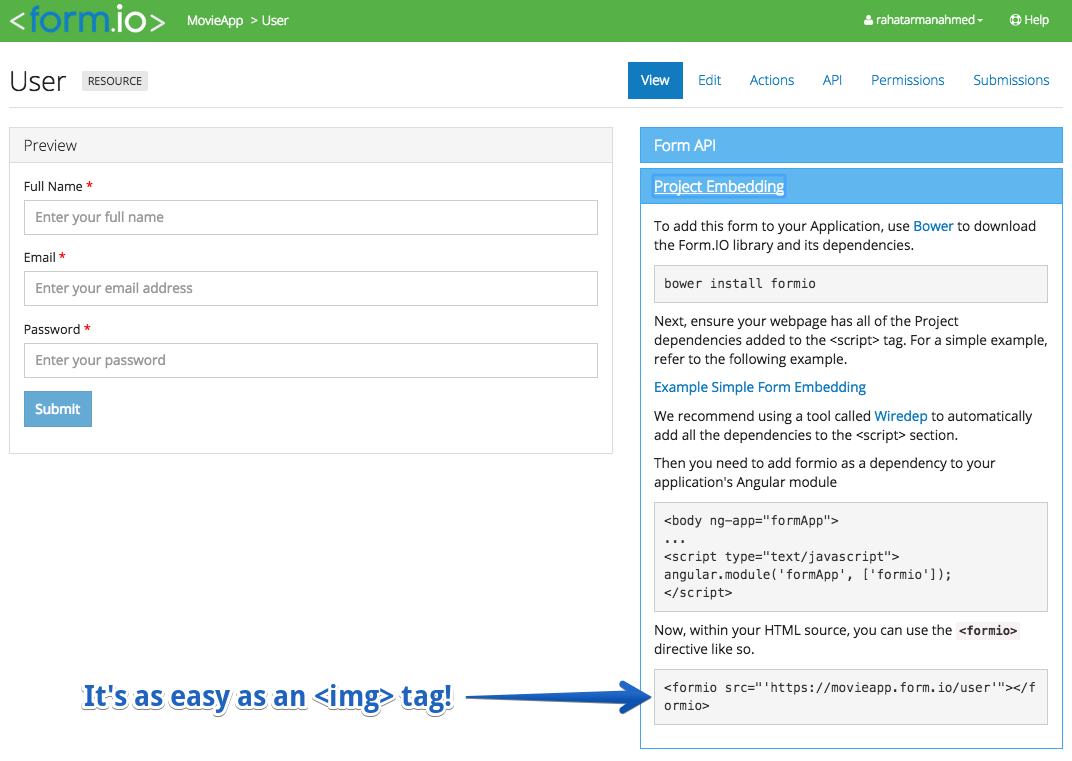 <form.io>
MovieApp > User
rahatarmanahmed
Help
User
RESOURCE
View
Edit
Actions
API
Permissions
Submissions
Preview
Full Name *
Enter your full name
Email *
Enter your email address
Password *
Enter your password
Submit
Form API
Project Embedding
To add this form to your Application, use Bower to download
the Form.IO library and its dependencies.
bower install formio
Next, ensure your webpage has all of the Project
dependencies added to the <script> tag. For a simple example,
refer to the following example.
Example Simple Form Embedding
We recommend using a tool called Wiredep to automatically
add all the dependencies to the <script> section.
Then you need to add formio as a dependency to your
application's Angular module
<body ng-app="formApp">
...
<script type="text/javascript">
angular.module('formApp', ['formio']);
</script>
Now, within your HTML source, you can use the <formio>
directive like so.
It's as easy as an <img> tag!
<formio src="'https://movieapp.form.io/user'"></f
ormio>